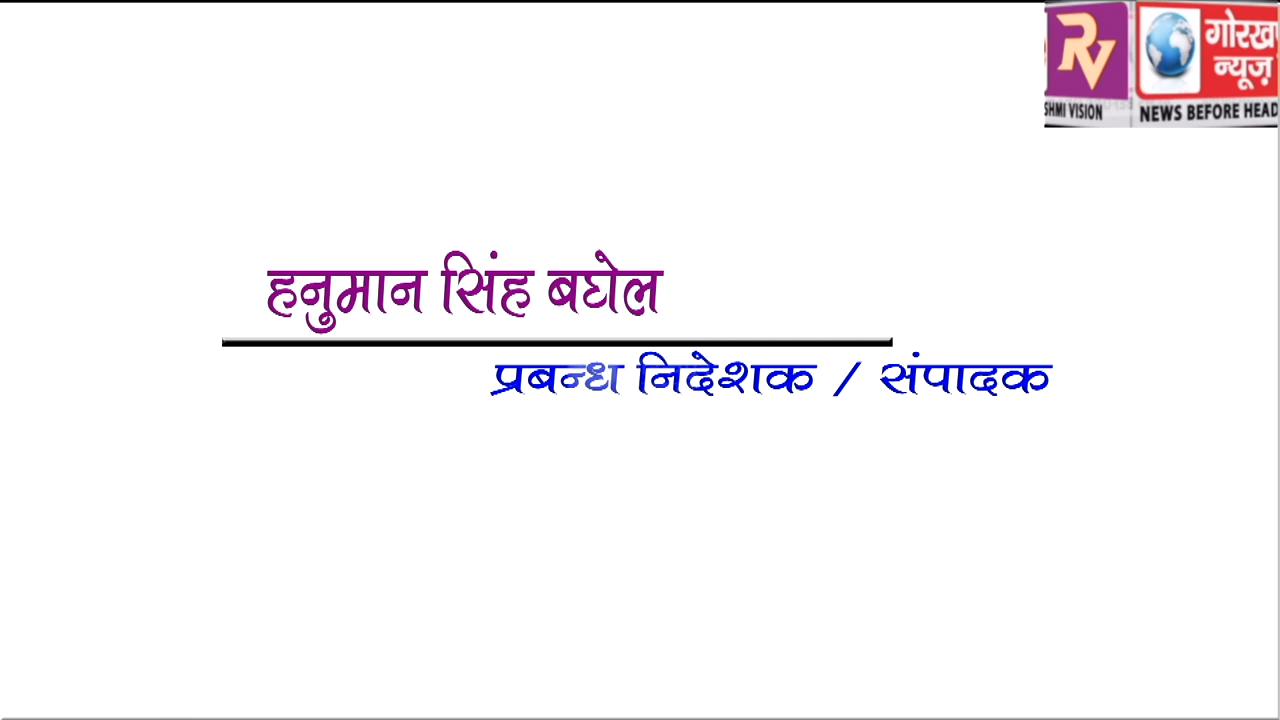 RV
गोरख
न्यूज़
SHMI VISION
NEWS BEFORE HEAD
हनुमान सिंह बघेल
प्रबन्ध निदेशक / संपादक